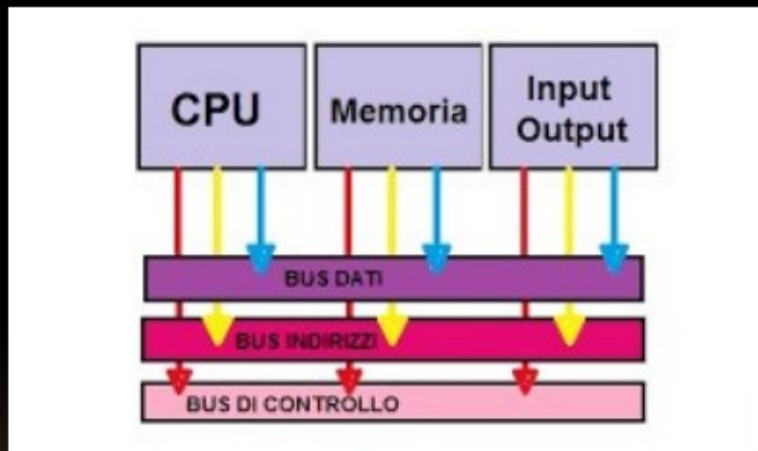 CPU
Memoria
Input
Output
BUS DATI
BUS INDIRIZZI
BUS DI CONTROLLO